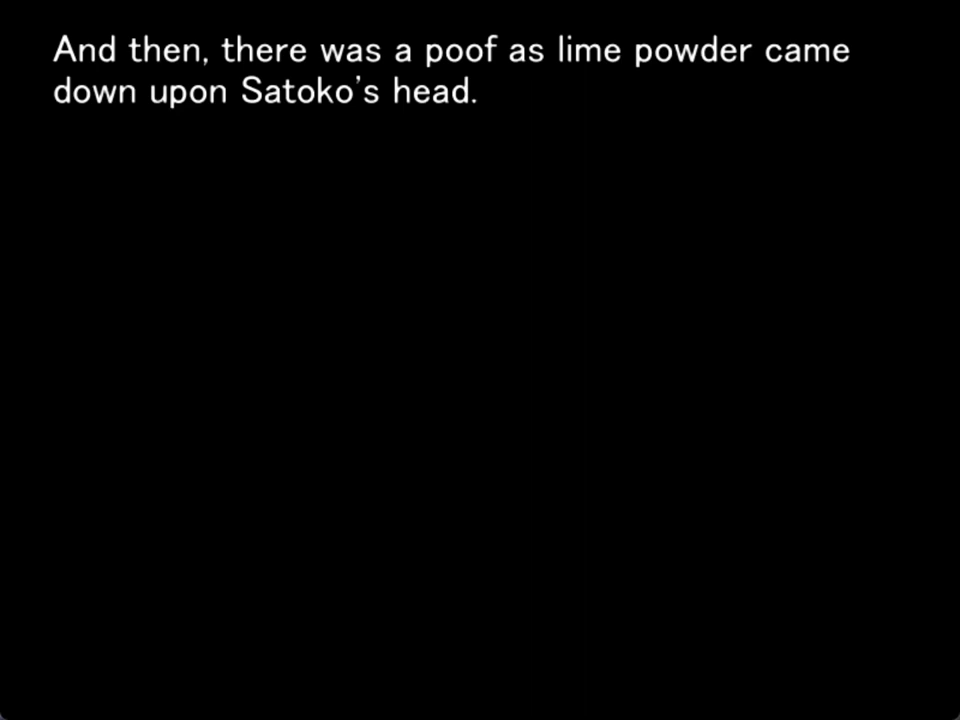 And then, there was a poof as lime powder came
down upon Satoko's head.